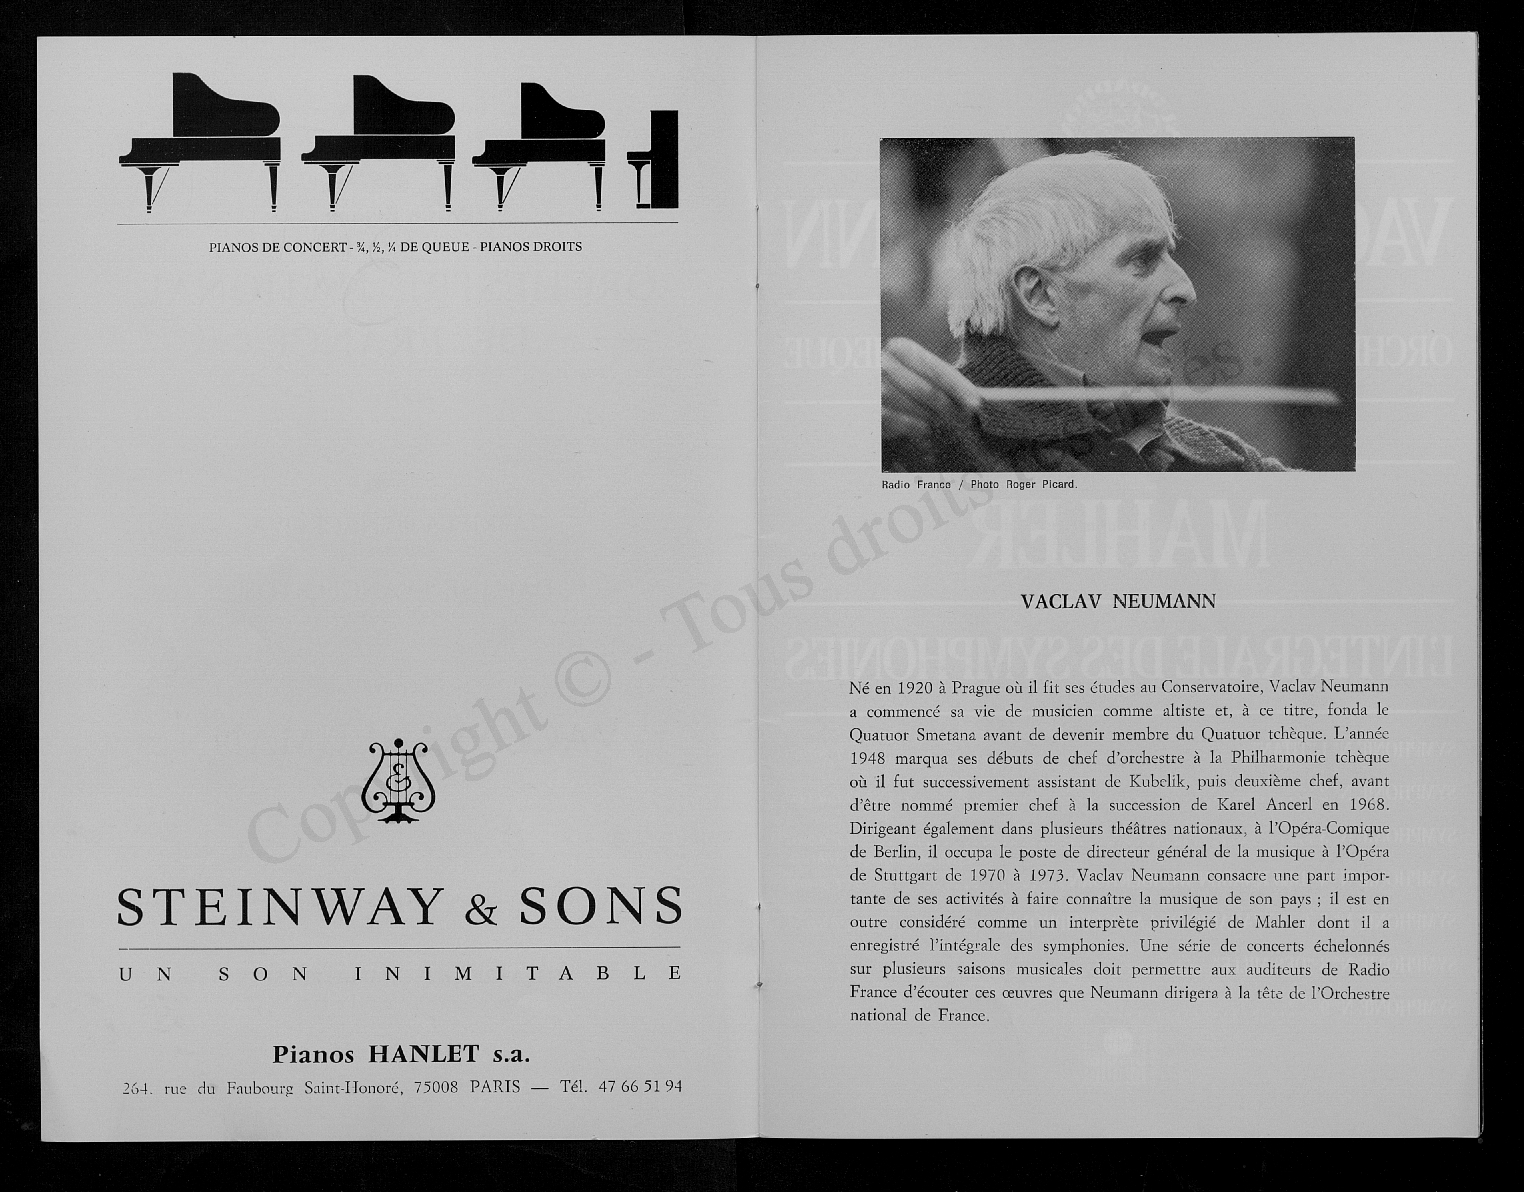 PIANOS DE CONCERT - ¾, ½, ¼ DE QUEUE - PIANOS DROITS
STEINWAY & SONS
UN SON INIMITABLE
Pianos HANLET s.a.
264, rue du Faubourg Saint-Honoré, 75008 PARIS — Tél. 47 66 51 94
Radio France / Photo Roger Picard.
VACLAV NEUMANN
Né en 1920 à Prague où il fit ses études au Conservatoire, Vaclav Neumann
a commencé sa vie de musicien comme altiste et, à ce titre, fonda le
Quatuor Smetana avant de devenir membre du Quatuor tchèque. L'année
1948 marqua ses débuts de chef d'orchestre à la Philharmonie tchèque
où il fut successivement assistant de Kubelik, puis deuxième chef, avant
d'être nommé premier chef à la succession de Karel Ancerl en 1968.
Dirigeant également dans plusieurs théâtres nationaux, à l'Opéra-Comique
de Berlin, il occupa le poste de directeur général de la musique à l'Opéra
de Stuttgart de 1970 à 1973. Vaclav Neumann consacre une part impor-
tante de ses activités à faire connaître la musique de son pays ; il est en
outre considéré comme un interprète privilégié de Mahler dont il a
enregistré l'intégrale des symphonies. Une série de concerts échelonnés
sur plusieurs saisons musicales doit permettre aux auditeurs de Radio
France d'écouter ces œuvres que Neumann dirigera à la tête de l'Orchestre
national de France.
Copyright © - Tous droits
MAHLER
L'INTEGRALE DES SYMPHONIES